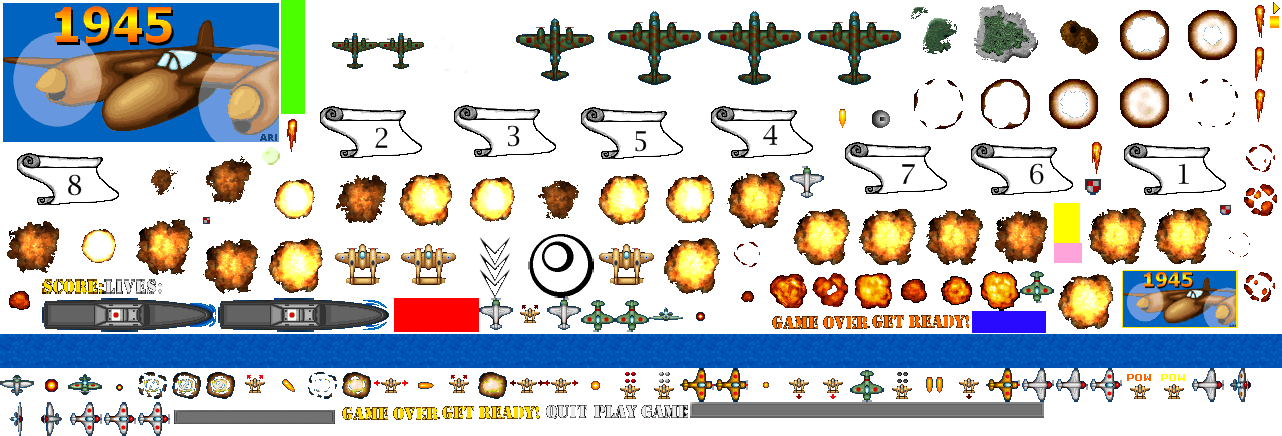 1945
ARI
2
3
5
4
7
6
1
8
SCORE: LIVES:
1945
GAME OVER GET READY!
POW POW
GAME OVER GET READY! QUIT PLAY GAME